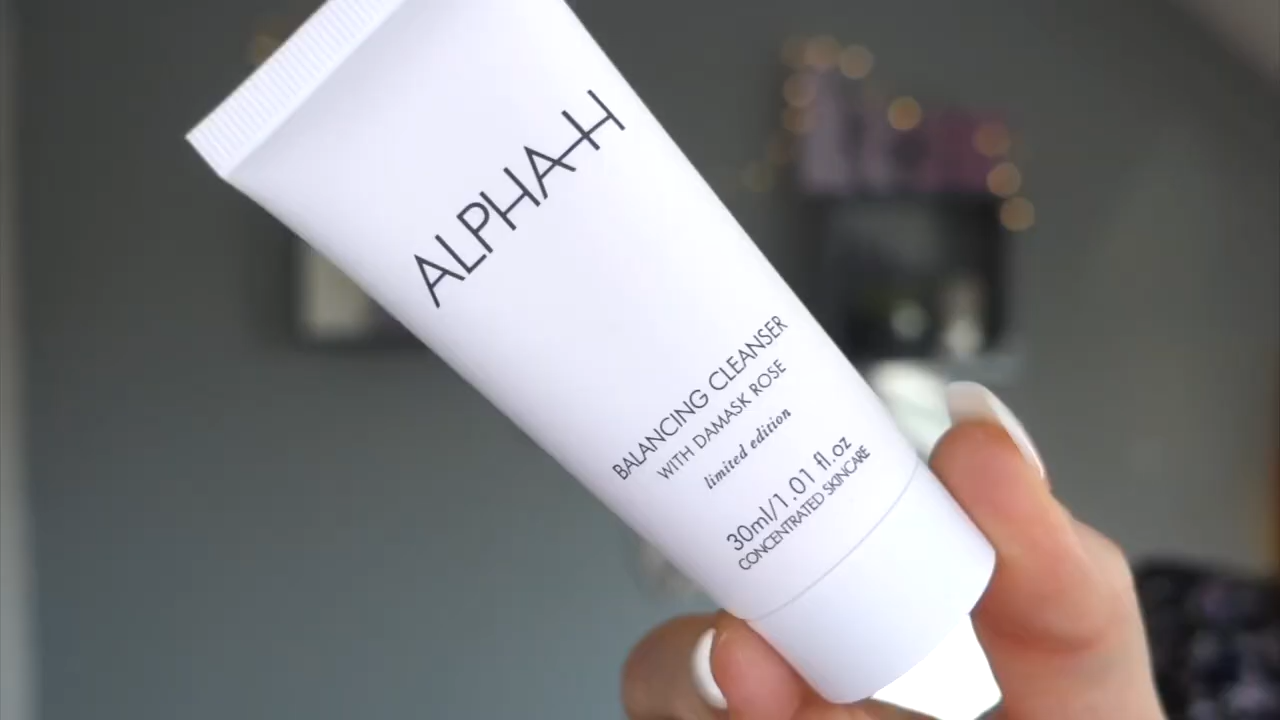 ALPHA-H
BALANCING CLEANSER
WITH DAMASK ROSE
limited edition
30ml/1.01 fl.oz
CONCENTRATED SKINCARE